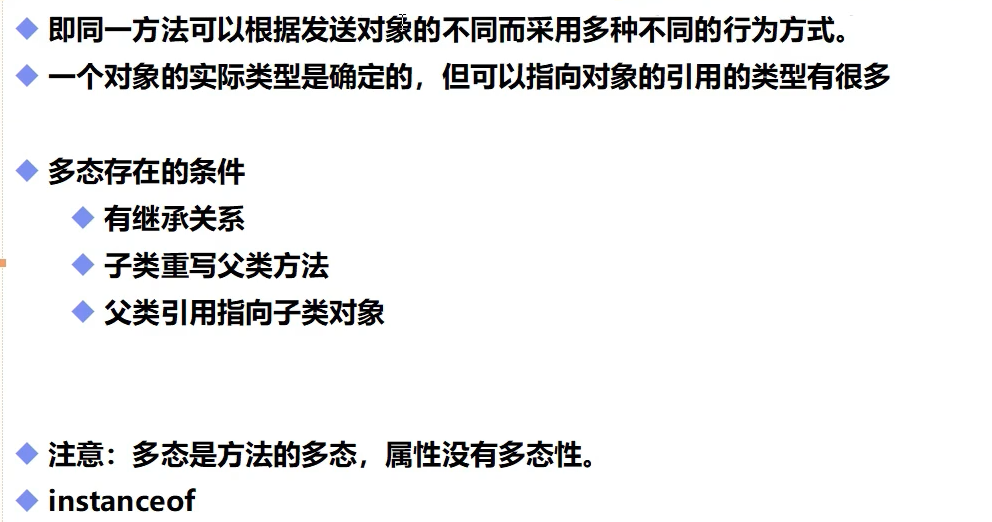 即同一方法可以根据发送对象的不同而采用多种不同的行为方式。
一个对象的实际类型是确定的，但可以指向对象的引用的类型有很多
多态存在的条件
有继承关系
子类重写父类方法
父类引用指向子类对象
注意：多态是方法的多态，属性没有多态性。
instanceof